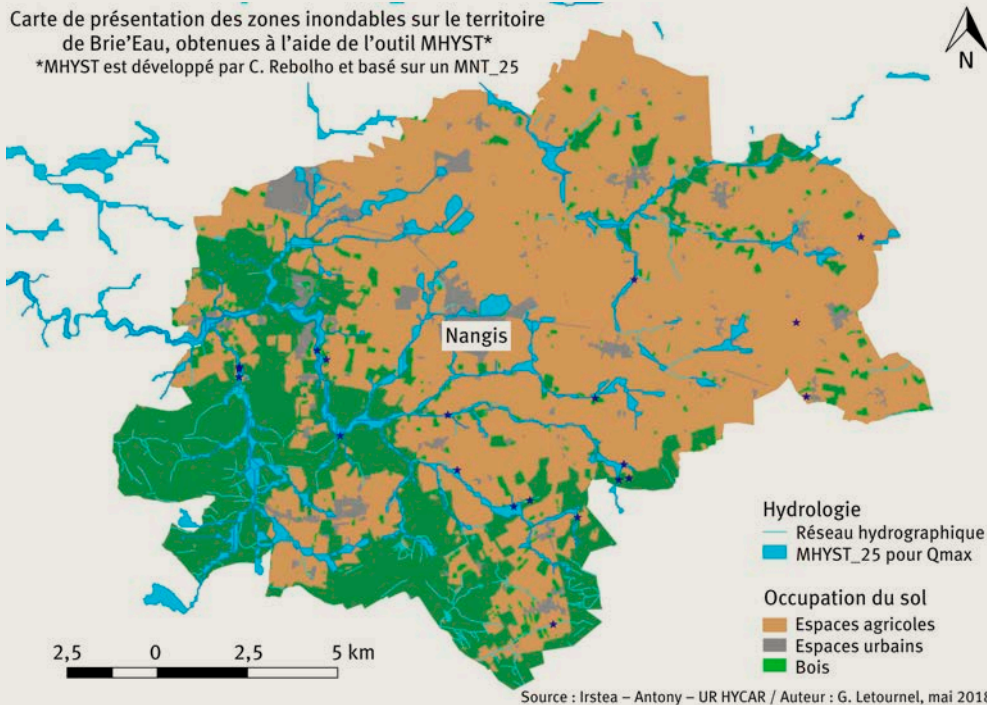 Carte de présentation des zones inondables sur le territoire
de Brie'Eau, obtenues à l'aide de l'outil MHYST*
*MHYST est développé par C. Rebolho et basé sur un MNT_25
N
Nangis
Hydrologie
Réseau hydrographique
MHYST_25 pour Qmax
Occupation du sol
Espaces agricoles
Espaces urbains
Bois
2,5 0 2,5 5 km
Source : Irstea – Antony – UR HYCAR / Auteur : G. Letournel, mai 2018